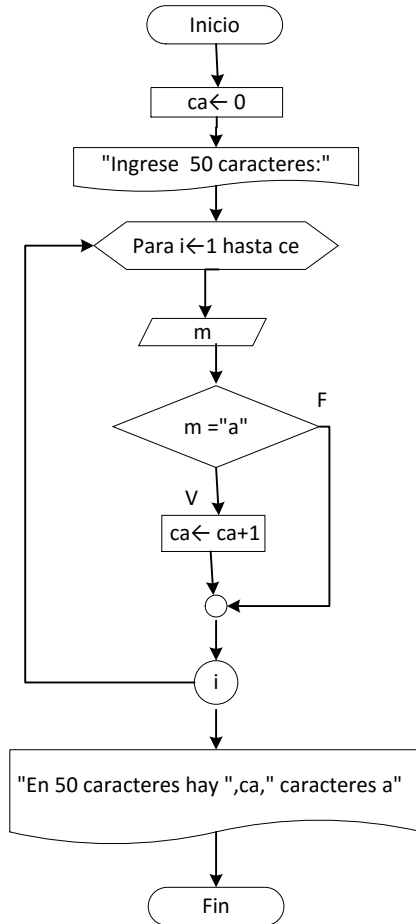 Inicio
ca← 0
"Ingrese  50 caracteres:"
Para i←1 hasta ce
m
m ="a"
F
V
ca← ca+1
i
"En 50 caracteres hay ",ca," caracteres a"
Fin